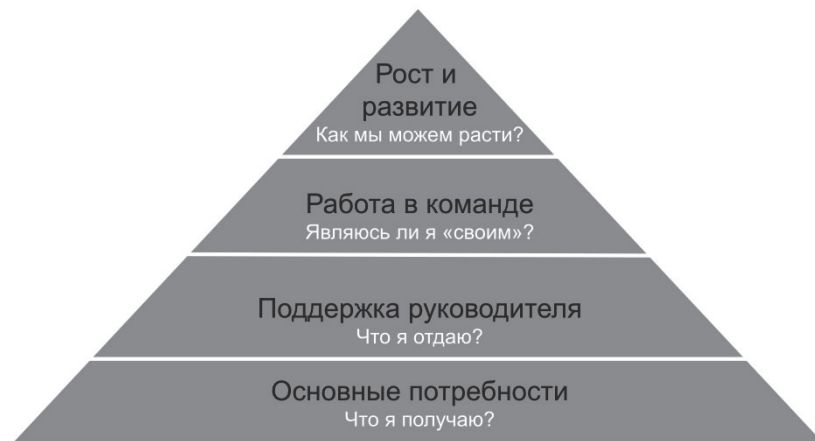 Рост и
развитие
Как мы можем расти?
Работа в команде
Являюсь ли я «своим»?
Поддержка руководителя
Что я отдаю?
Основные потребности
Что я получаю?